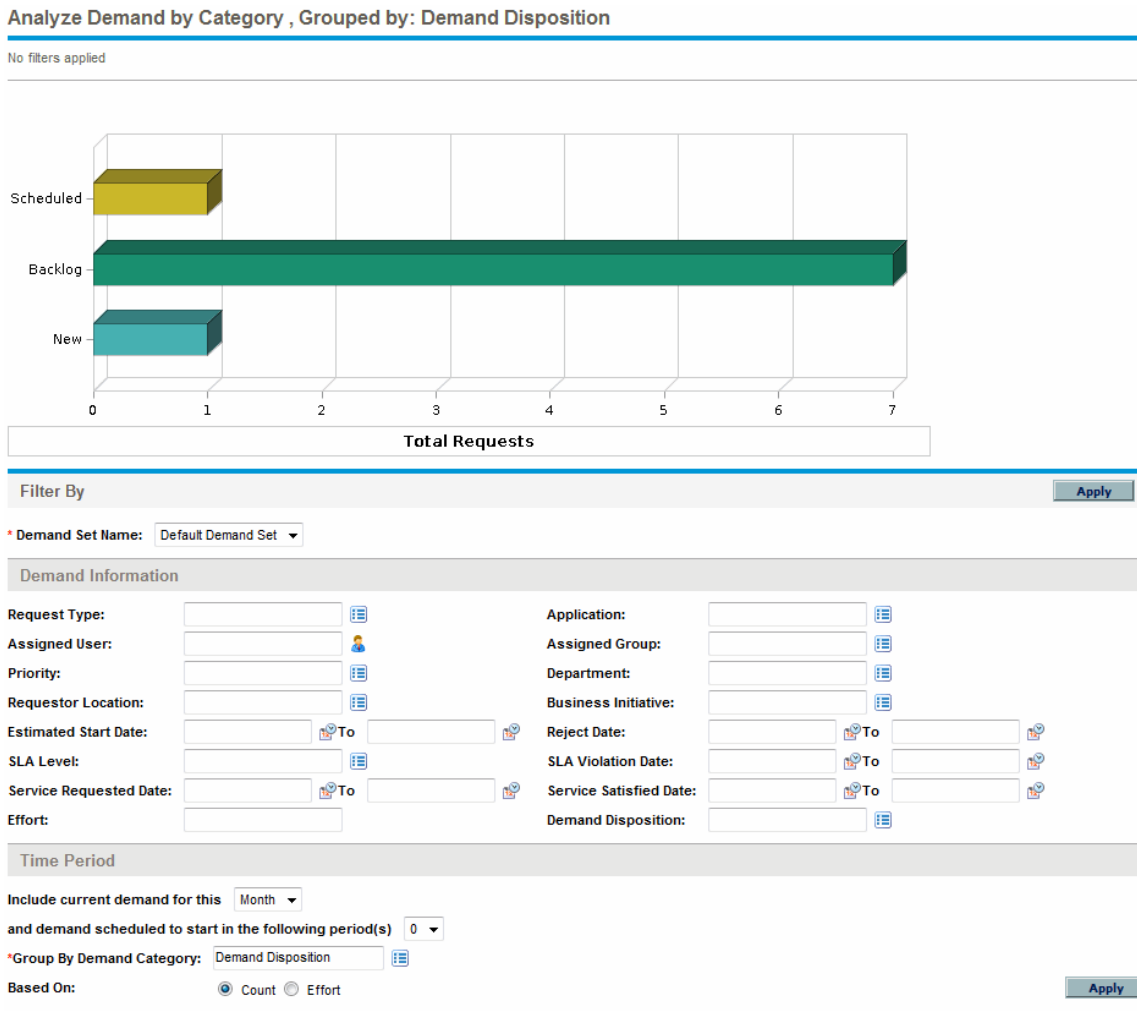 Analyze Demand by Category , Grouped by: Demand Disposition
No filters applied
Scheduled
Backlog
New
0 1 2 3 4 5 6 7
Total Requests
Filter By Apply
* Demand Set Name: Default Demand Set
Demand Information
Request Type: Application:
Assigned User: Assigned Group:
Priority: Department:
Requestor Location: Business Initiative:
Estimated Start Date: To Reject Date: To
SLA Level: SLA Violation Date: To
Service Requested Date: To Service Satisfied Date: To
Effort: Demand Disposition:
Time Period
Include current demand for this Month
and demand scheduled to start in the following period(s) 0
*Group By Demand Category: Demand Disposition
Based On: Count Effort Apply